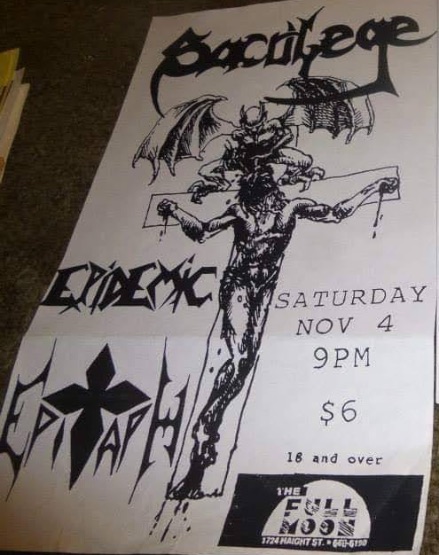 Sacrilege
EPIDEMIC
EPITAPH
SATURDAY
NOV 4
9PM
$6
18 and over
THE
FULL
MOON
1724 HAIGHT ST. •